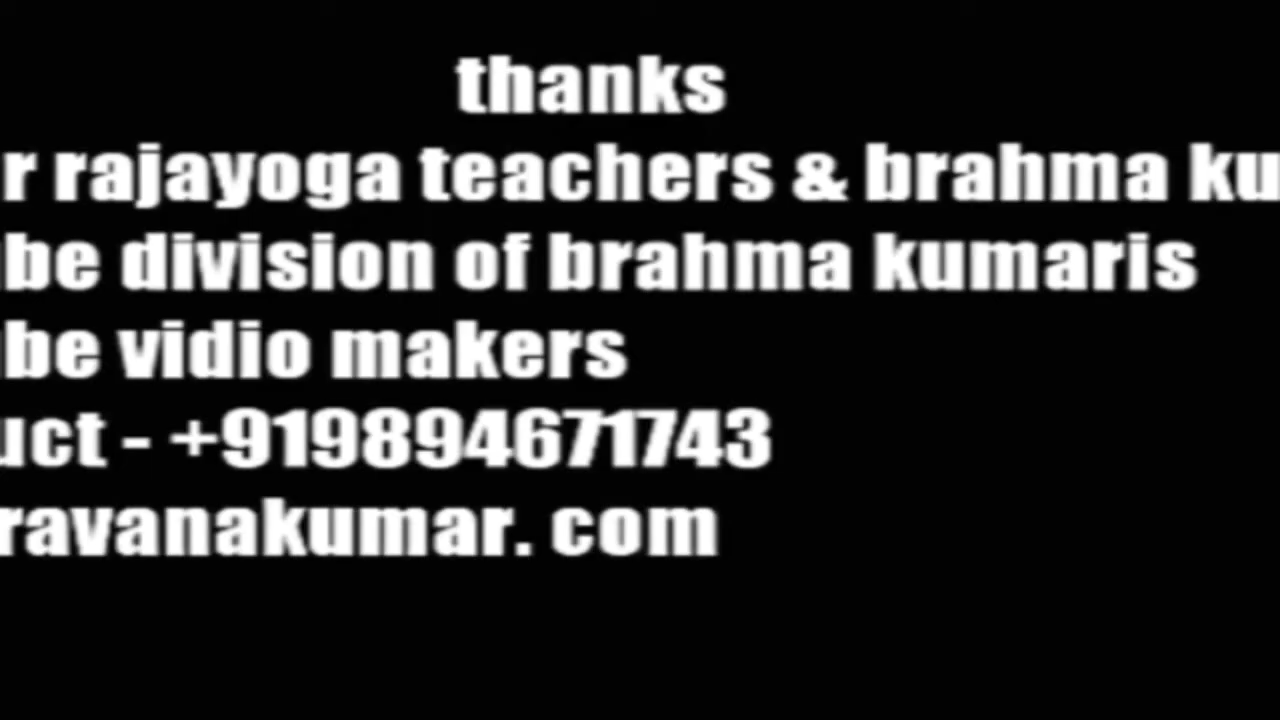 thanks
r rajayoga teachers & brahma ku
be division of brahma kumaris
be vidio makers
uct - +919894671743
ravanakumar. com